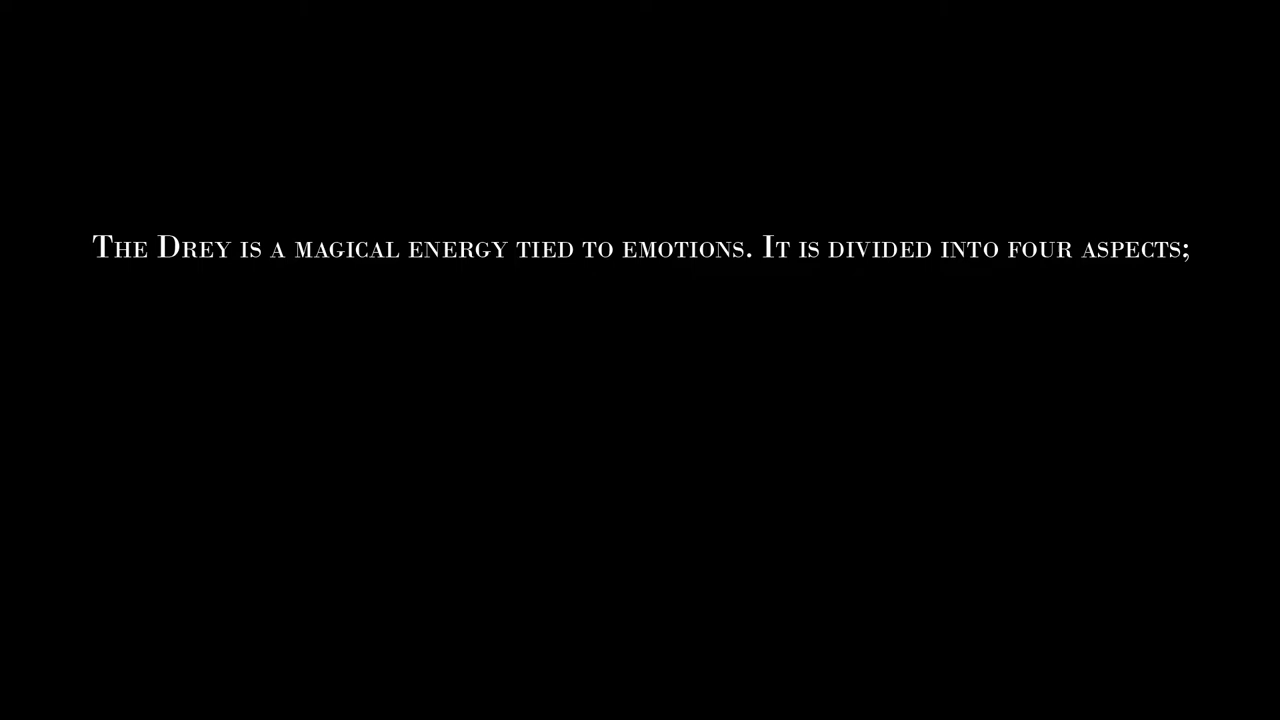 The Drey is a magical energy tied to emotions. It is divided into four aspects;